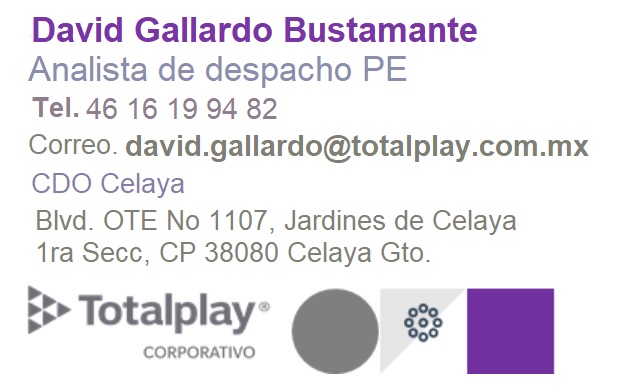 David Gallardo Bustamante
Analista de despacho PE
Tel. 46 16 19 94 82
Correo. david.gallardo@totalplay.com.mx
CDO Celaya
Blvd. OTE No 1107, Jardines de Celaya
1ra Secc, CP 38080 Celaya Gto.
Totalplay®
CORPORATIVO